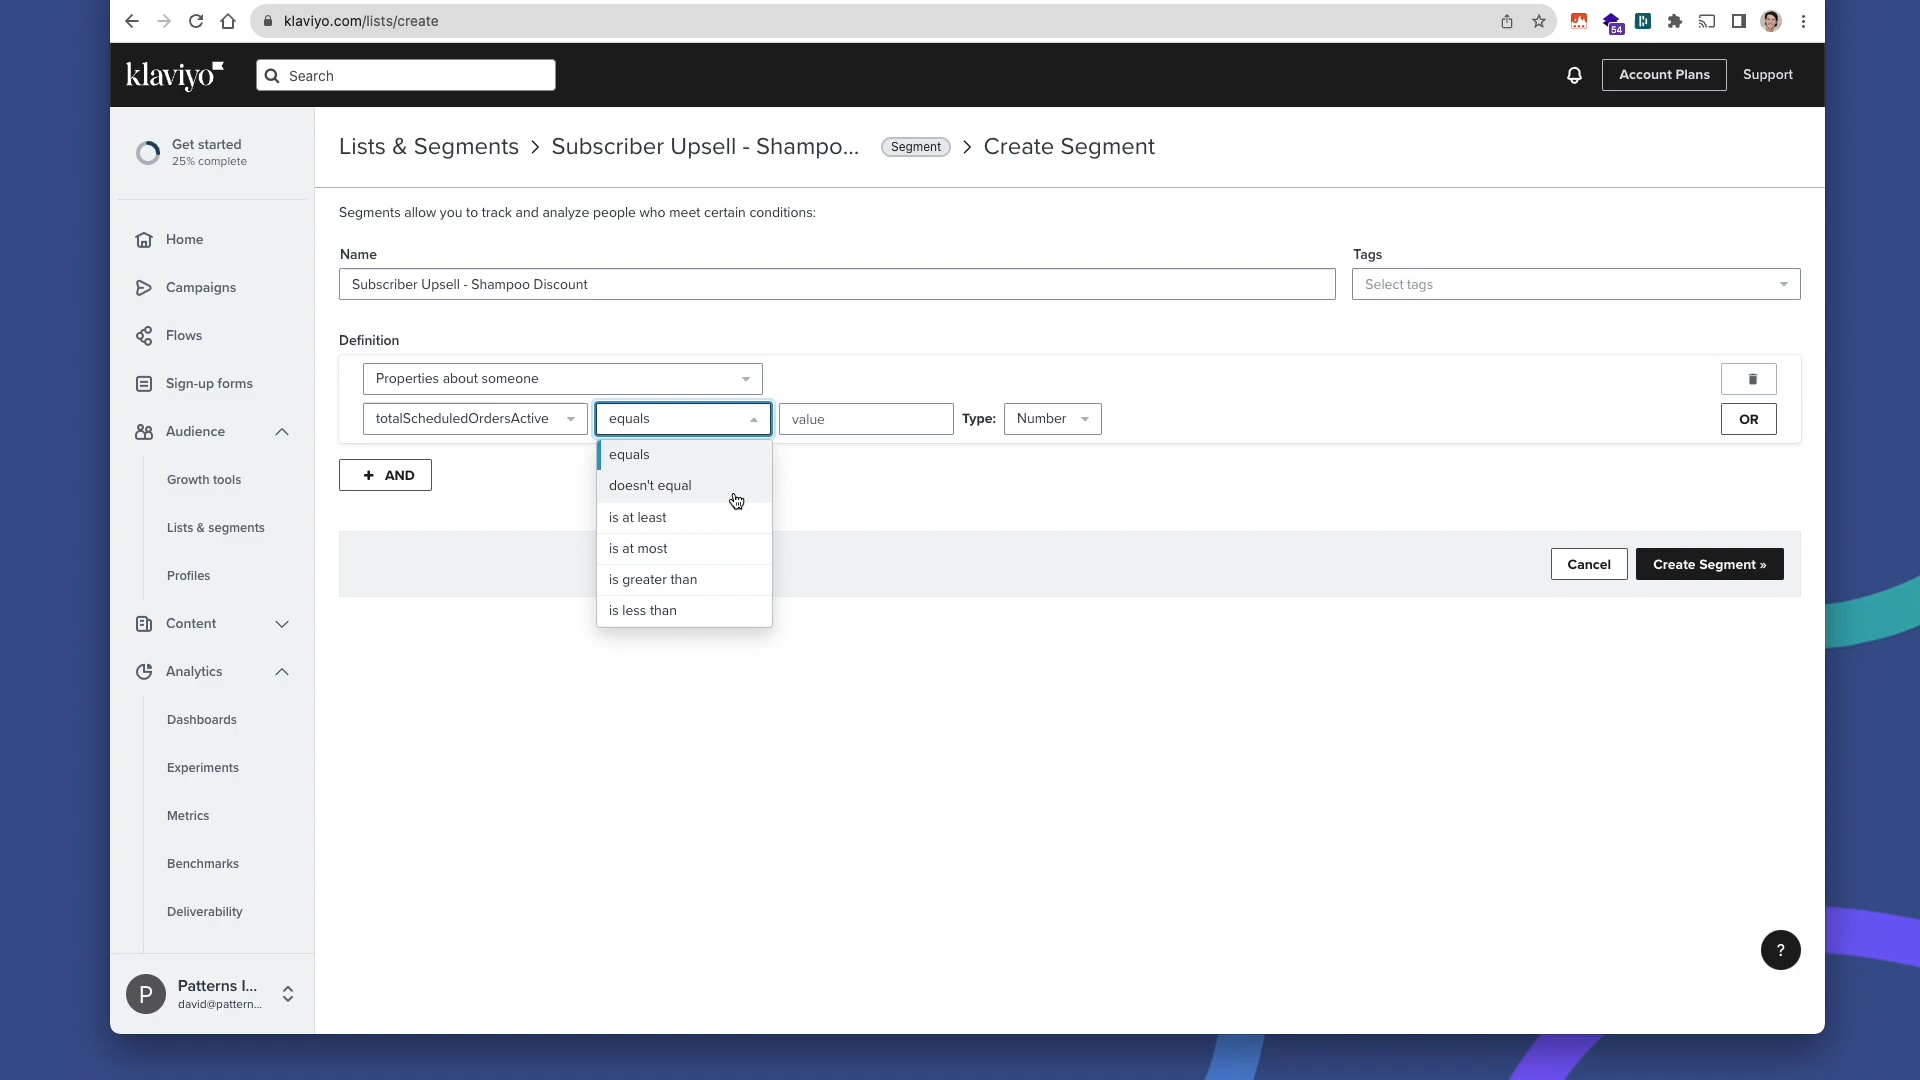 klaviyo.com/lists/create
54
klaviyo
Search
Account Plans
Support
Get started
25% complete
Lists & Segments > Subscriber Upsell - Shampo... Segment > Create Segment
Segments allow you to track and analyze people who meet certain conditions:
Home
Name
Tags
Campaigns
Subscriber Upsell - Shampoo Discount
Select tags
Flows
Definition
Sign-up forms
Properties about someone
Audience
totalScheduledOrdersActive
equals
value
Type:
Number
OR
equals
+ AND
Growth tools
doesn't equal
is at least
Lists & segments
is at most
Cancel
Create Segment »
Profiles
is greater than
is less than
Content
Analytics
Dashboards
Experiments
Metrics
Benchmarks
Deliverability
?
P
Patterns I...
david@pattern...